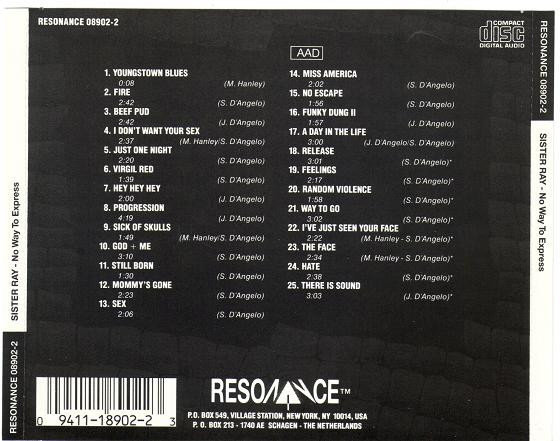 RESONANCE 08902-2
COMPACT
disc
DIGITAL AUDIO
AAD
1. YOUNGSTOWN BLUES
0:08 (M. Hanley)
2. FIRE
2:42 (S. D'Angelo)
3. BEEF PUD
2:42 (J. D'Angelo)
4. I DON'T WANT YOUR SEX
2:37 (M. Hanley/S. D'Angelo)
5. JUST ONE NIGHT
2:20 (S. D'Angelo)
6. VIRGIL RED
1:39 (S. D'Angelo)
7. HEY HEY HEY
2:00 (J. D'Angelo)
8. PROGRESSION
4:19 (J. D'Angelo)
9. SICK OF SKULLS
1:49 (M. Hanley/S. D'Angelo)
10. GOD + ME
3:10 (S. D'Angelo)
11. STILL BORN
1:30 (S. D'Angelo)
12. MOMMY'S GONE
2:23 (S. D'Angelo)
13. SEX
2:06 (S. D'Angelo)
14. MISS AMERICA
2:02 (S. D'Angelo)
15. NO ESCAPE
1:56 (S. D'Angelo)
16. FUNKY DUNG II
1:57 (J. D'Angelo)
17. A DAY IN THE LIFE
3:00 (J. D'Angelo/S. D'Angelo)
18. RELEASE
3:01 (S. D'Angelo)*
19. FEELINGS
2:17 (S. D'Angelo)*
20. RANDOM VIOLENCE
1:58 (S. D'Angelo)*
21. WAY TO GO
3:02 (S. D'Angelo)*
22. I'VE JUST SEEN YOUR FACE
2:22 (M. Hanley - S. D'Angelo)*
23. THE FACE
2:34 (M. Hanley - S. D'Angelo)*
24. HATE
2:38 (S. D'Angelo)*
25. THERE IS SOUND
3:03 (J. D'Angelo)*
0 9411-18902-2 3
RESONANCE™
P.O. BOX 549, VILLAGE STATION, NEW YORK, NY 10014, USA
P.O. BOX 213 - 1740 AE SCHAGEN - THE NETHERLANDS
RESONANCE 08902-2
SISTER RAY - No Way To Express
RESONANCE 08902-2
SISTER RAY - No Way To Express